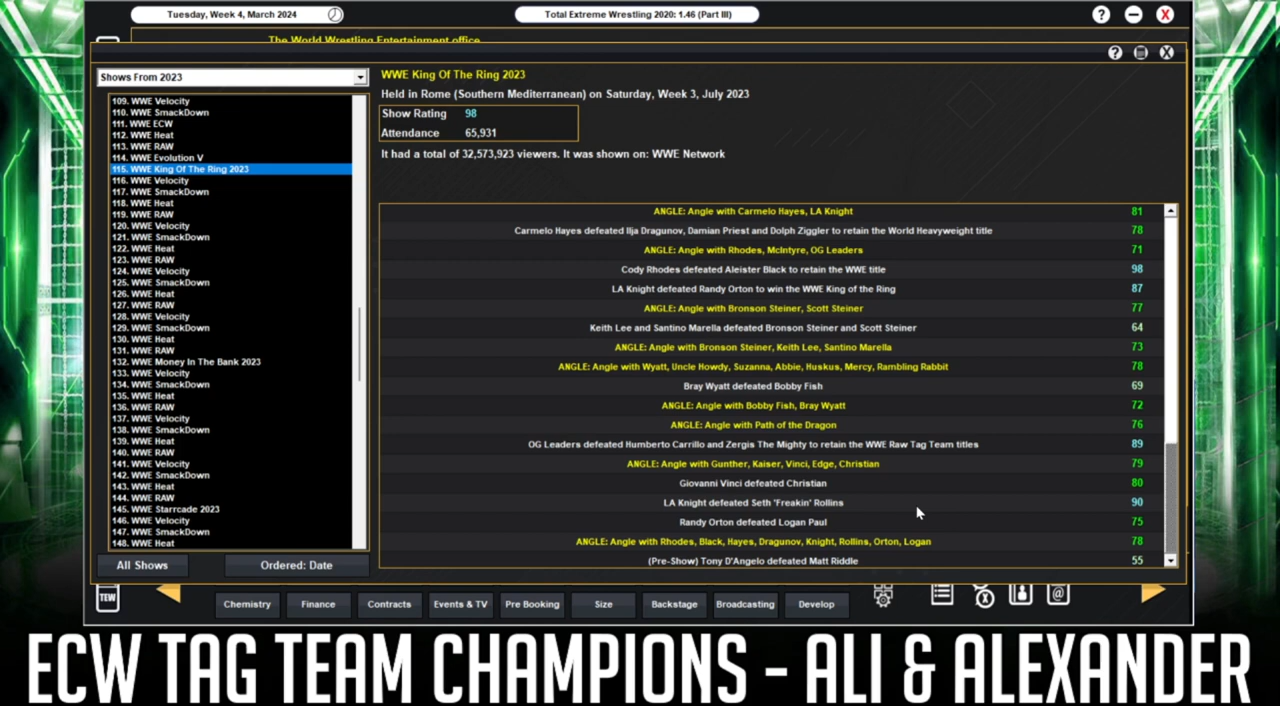 Tuesday, Week 4, March 2024
Total Extreme Wrestling 2020: 1.46 (Part III)
?
X
The World Wrestling Entertainment office
?
X
Shows From 2023
109. WWE Velocity
110. WWE SmackDown
111. WWE ECW
112. WWE Heat
113. WWE RAW
114. WWE Evolution V
115. WWE King Of The Ring 2023
116. WWE Velocity
117. WWE SmackDown
118. WWE Heat
119. WWE RAW
120. WWE Velocity
121. WWE SmackDown
122. WWE Heat
123. WWE RAW
124. WWE Velocity
125. WWE SmackDown
126. WWE Heat
127. WWE RAW
128. WWE Velocity
129. WWE SmackDown
130. WWE Heat
131. WWE RAW
132. WWE Money In The Bank 2023
133. WWE Velocity
134. WWE SmackDown
135. WWE Heat
136. WWE RAW
137. WWE Velocity
138. WWE SmackDown
139. WWE Heat
140. WWE RAW
141. WWE Velocity
142. WWE SmackDown
143. WWE Heat
144. WWE RAW
145. WWE Starrcade 2023
146. WWE Velocity
147. WWE SmackDown
148. WWE Heat
All Shows
Ordered: Date
WWE King Of The Ring 2023
Held in Rome (Southern Mediterranean) on Saturday, Week 3, July 2023
Show Rating 98
Attendance 65,931
It had a total of 32,573,923 viewers. It was shown on: WWE Network
ANGLE: Angle with Carmelo Hayes, LA Knight 81
Carmelo Hayes defeated Ilja Dragunov, Damian Priest and Dolph Ziggler to retain the World Heavyweight title 78
ANGLE: Angle with Rhodes, McIntyre, OG Leaders 71
Cody Rhodes defeated Aleister Black to retain the WWE title 98
LA Knight defeated Randy Orton to win the WWE King of the Ring 87
ANGLE: Angle with Bronson Steiner, Scott Steiner 77
Keith Lee and Santino Marella defeated Bronson Steiner and Scott Steiner 64
ANGLE: Angle with Bronson Steiner, Keith Lee, Santino Marella 73
ANGLE: Angle with Wyatt, Uncle Howdy, Suzanna, Abbie, Huskus, Mercy, Rambling Rabbit 78
Bray Wyatt defeated Bobby Fish 69
ANGLE: Angle with Bobby Fish, Bray Wyatt 72
ANGLE: Angle with Path of the Dragon 76
OG Leaders defeated Humberto Carrillo and Zergis The Mighty to retain the WWE Raw Tag Team titles 89
ANGLE: Angle with Gunther, Kaiser, Vinci, Edge, Christian 79
Giovanni Vinci defeated Christian 80
LA Knight defeated Seth 'Freakin' Rollins 90
Randy Orton defeated Logan Paul 75
ANGLE: Angle with Rhodes, Black, Hayes, Dragunov, Knight, Rollins, Orton, Logan 78
(Pre-Show) Tony D'Angelo defeated Matt Riddle 55
TEW
Chemistry
Finance
Contracts
Events & TV
Pre Booking
Size
Backstage
Broadcasting
Develop
@
ECW TAG TEAM CHAMPIONS - ALI & ALEXANDER